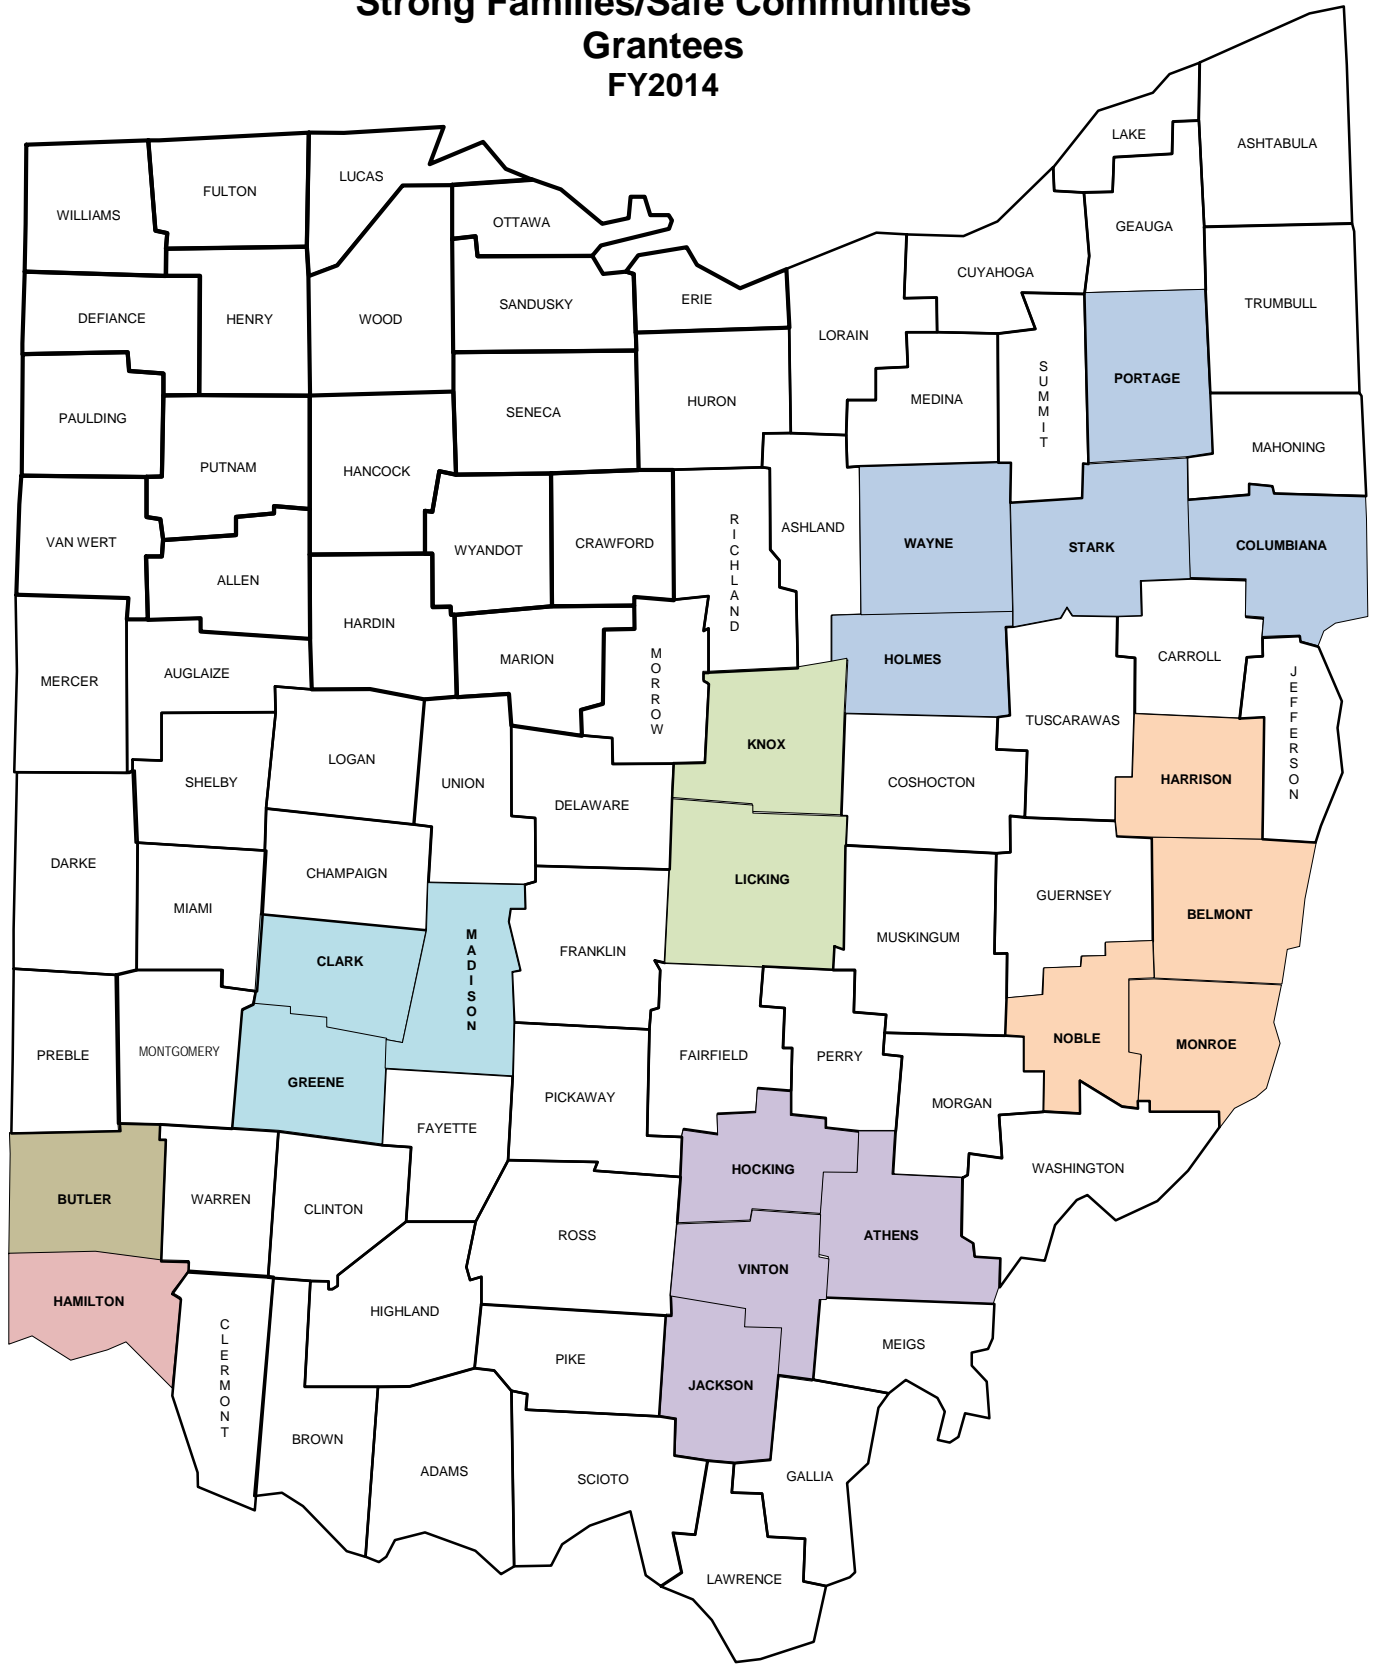 Strong Families/Safe Communities
Grantees
FY2014
LAKE
ASHTABULA
LUCAS
FULTON
WILLIAMS
OTTAWA
GEAUGA
CUYAHOGA
ERIE
SANDUSKY
TRUMBULL
DEFIANCE
HENRY
WOOD
LORAIN
SUMMIT
PORTAGE
MEDINA
HURON
SENECA
PAULDING
MAHONING
PUTNAM
HANCOCK
RICHLAND
ASHLAND
VAN WERT
WYANDOT
CRAWFORD
WAYNE
STARK
COLUMBIANA
ALLEN
HARDIN
MARION
MORROW
HOLMES
CARROLL
JEFFERSON
AUGLAIZE
MERCER
TUSCARAWAS
KNOX
LOGAN
SHELBY
UNION
DELAWARE
COSHOCTON
HARRISON
DARKE
CHAMPAIGN
LICKING
GUERNSEY
MIAMI
BELMONT
MADISON
MUSKINGUM
FRANKLIN
CLARK
NOBLE
MONROE
PREBLE
MONTGOMERY
FAIRFIELD
PERRY
GREENE
PICKAWAY
MORGAN
FAYETTE
HOCKING
WASHINGTON
BUTLER
WARREN
CLINTON
ROSS
ATHENS
VINTON
HAMILTON
HIGHLAND
CLERMONT
MEIGS
PIKE
JACKSON
BROWN
ADAMS
SCIOTO
GALLIA
LAWRENCE